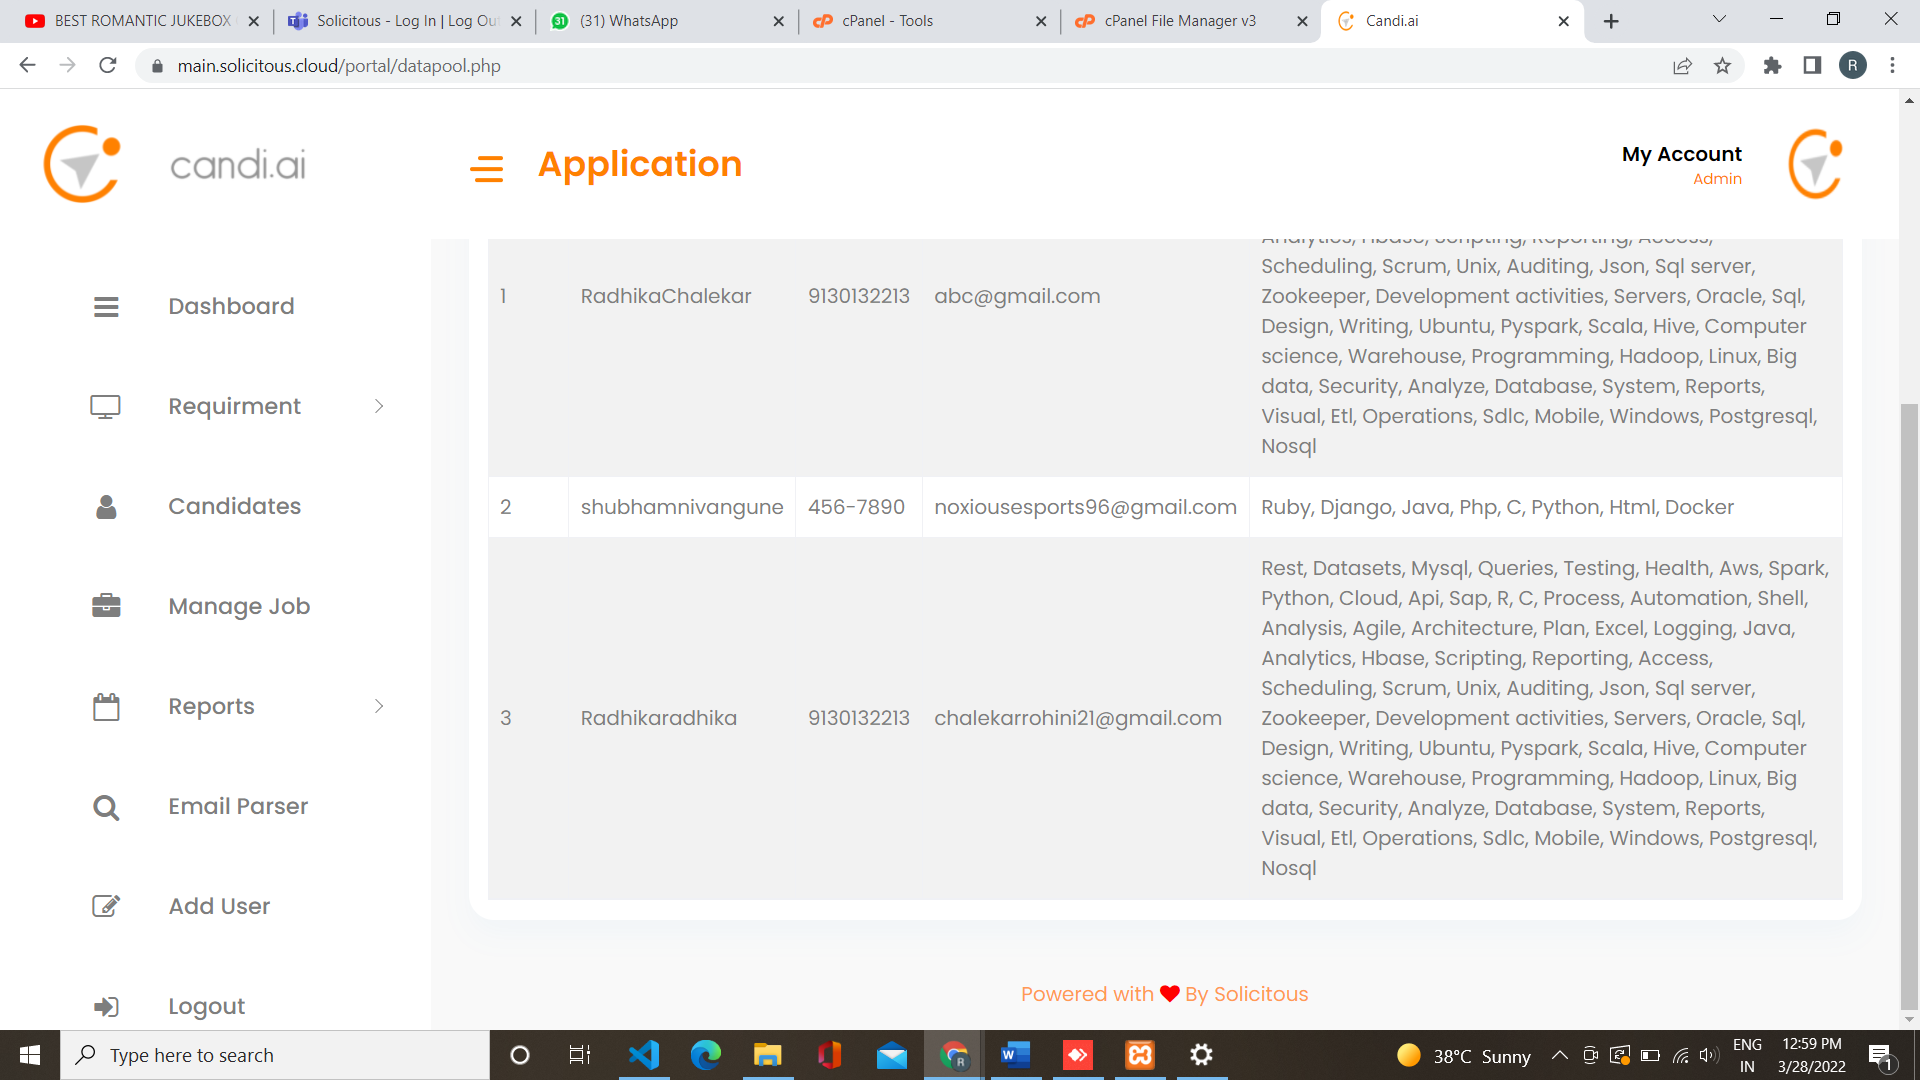 BEST ROMANTIC JUKEBOX
Solicitous - Log In | Log Out
(31) WhatsApp
cPanel - Tools
cPanel File Manager v3
Candi.ai
main.solicitous.cloud/portal/datapool.php
R
candi.ai
Application
My Account
Admin
Dashboard
Requirment
Candidates
Manage Job
Reports
Email Parser
Add User
Logout
Analytics, Hbase, Scripting, Reporting, Access,
Scheduling, Scrum, Unix, Auditing, Json, Sql server,
1 RadhikaChalekar 9130132213 abc@gmail.com Zookeeper, Development activities, Servers, Oracle, Sql,
Design, Writing, Ubuntu, Pyspark, Scala, Hive, Computer
science, Warehouse, Programming, Hadoop, Linux, Big
data, Security, Analyze, Database, System, Reports,
Visual, Etl, Operations, Sdlc, Mobile, Windows, Postgresql,
Nosql
2 shubhamnivangune 456-7890 noxiousesports96@gmail.com Ruby, Django, Java, Php, C, Python, Html, Docker
Rest, Datasets, Mysql, Queries, Testing, Health, Aws, Spark,
Python, Cloud, Api, Sap, R, C, Process, Automation, Shell,
Analysis, Agile, Architecture, Plan, Excel, Logging, Java,
Analytics, Hbase, Scripting, Reporting, Access,
Scheduling, Scrum, Unix, Auditing, Json, Sql server,
3 Radhikaradhika 9130132213 chalekarrohini21@gmail.com Zookeeper, Development activities, Servers, Oracle, Sql,
Design, Writing, Ubuntu, Pyspark, Scala, Hive, Computer
science, Warehouse, Programming, Hadoop, Linux, Big
data, Security, Analyze, Database, System, Reports,
Visual, Etl, Operations, Sdlc, Mobile, Windows, Postgresql,
Nosql
Powered with ❤ By Solicitous
Type here to search
38°C Sunny
ENG
IN
12:59 PM
3/28/2022
1